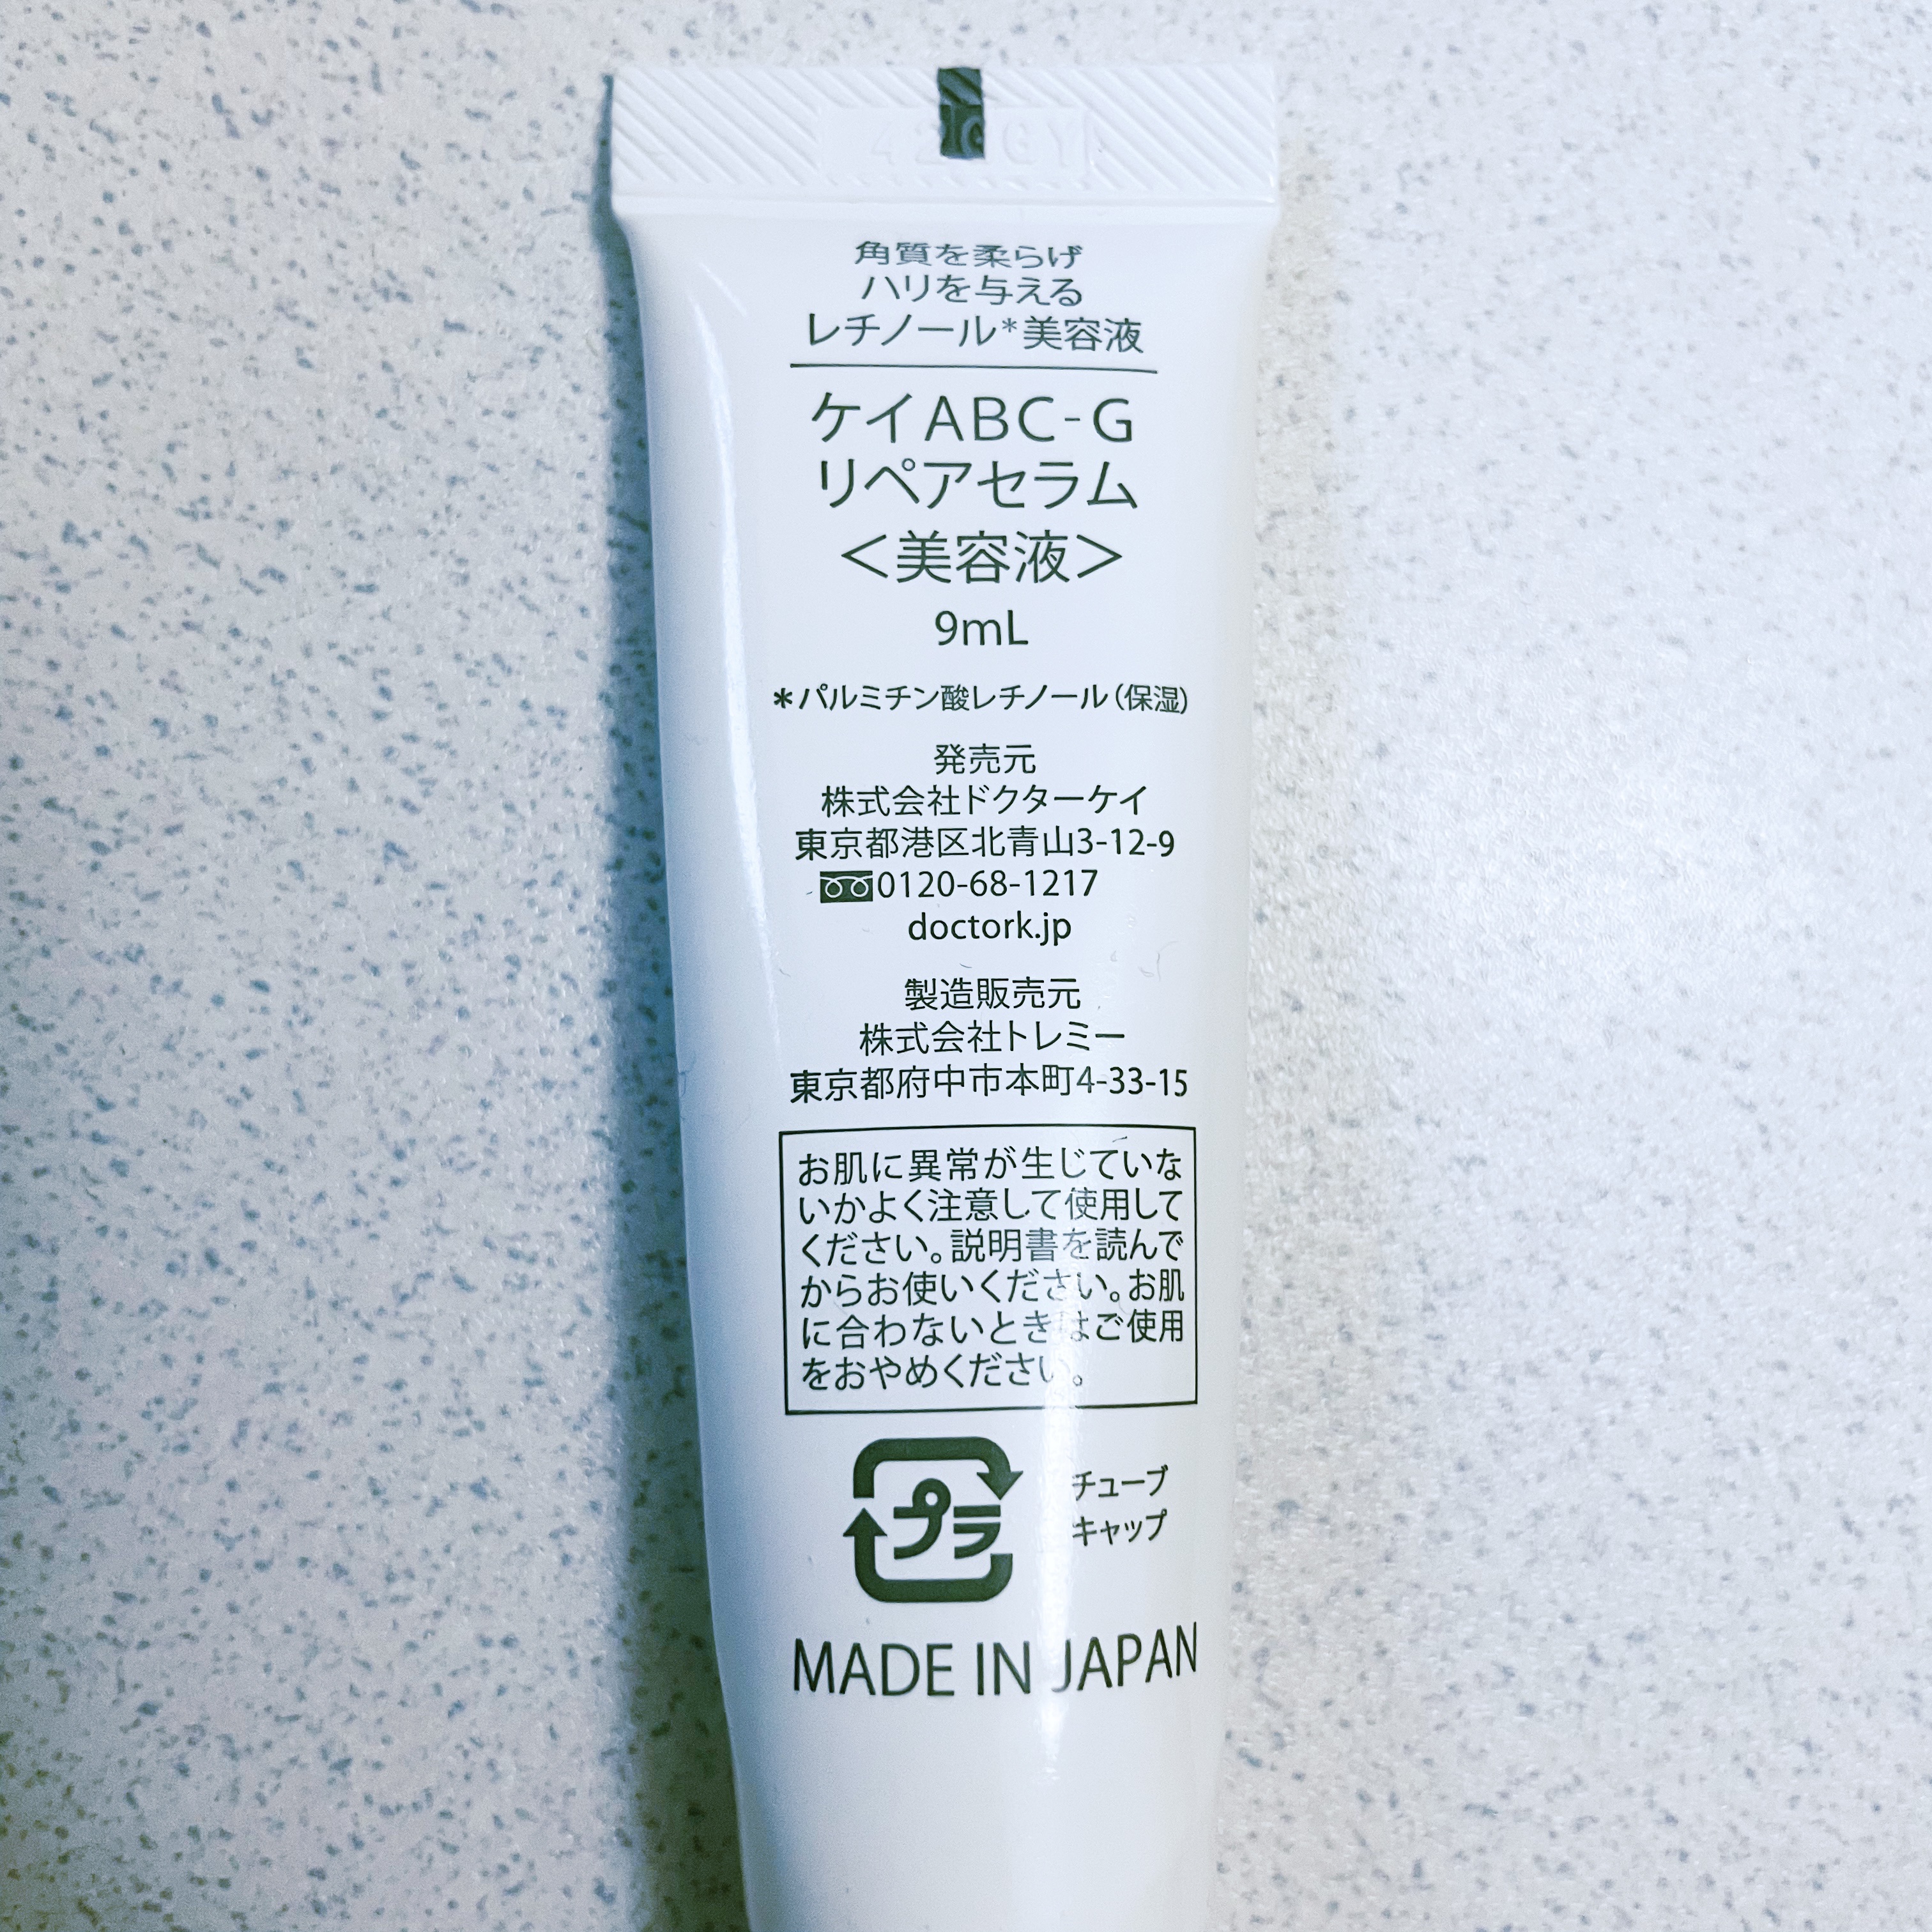 角質を柔らげ
ハリを与える
レチノール*美容液
ケイABC-G
リペアセラム
<美容液>
9mL
*パルミチン酸レチノール(保湿)
発売元
株式会社ドクターケイ
東京都港区北青山3-12-9
0120-68-1217
doctork.jp
製造販売元
株式会社トレミー
東京都府中市本町4-33-15
お肌に異常が生じていな
いかよく注意して使用して
ください。説明書を読んで
からお使いください。お肌
に合わないときはご使用
をおやめください。
プラ
チューブ
キャップ
MADE IN JAPAN